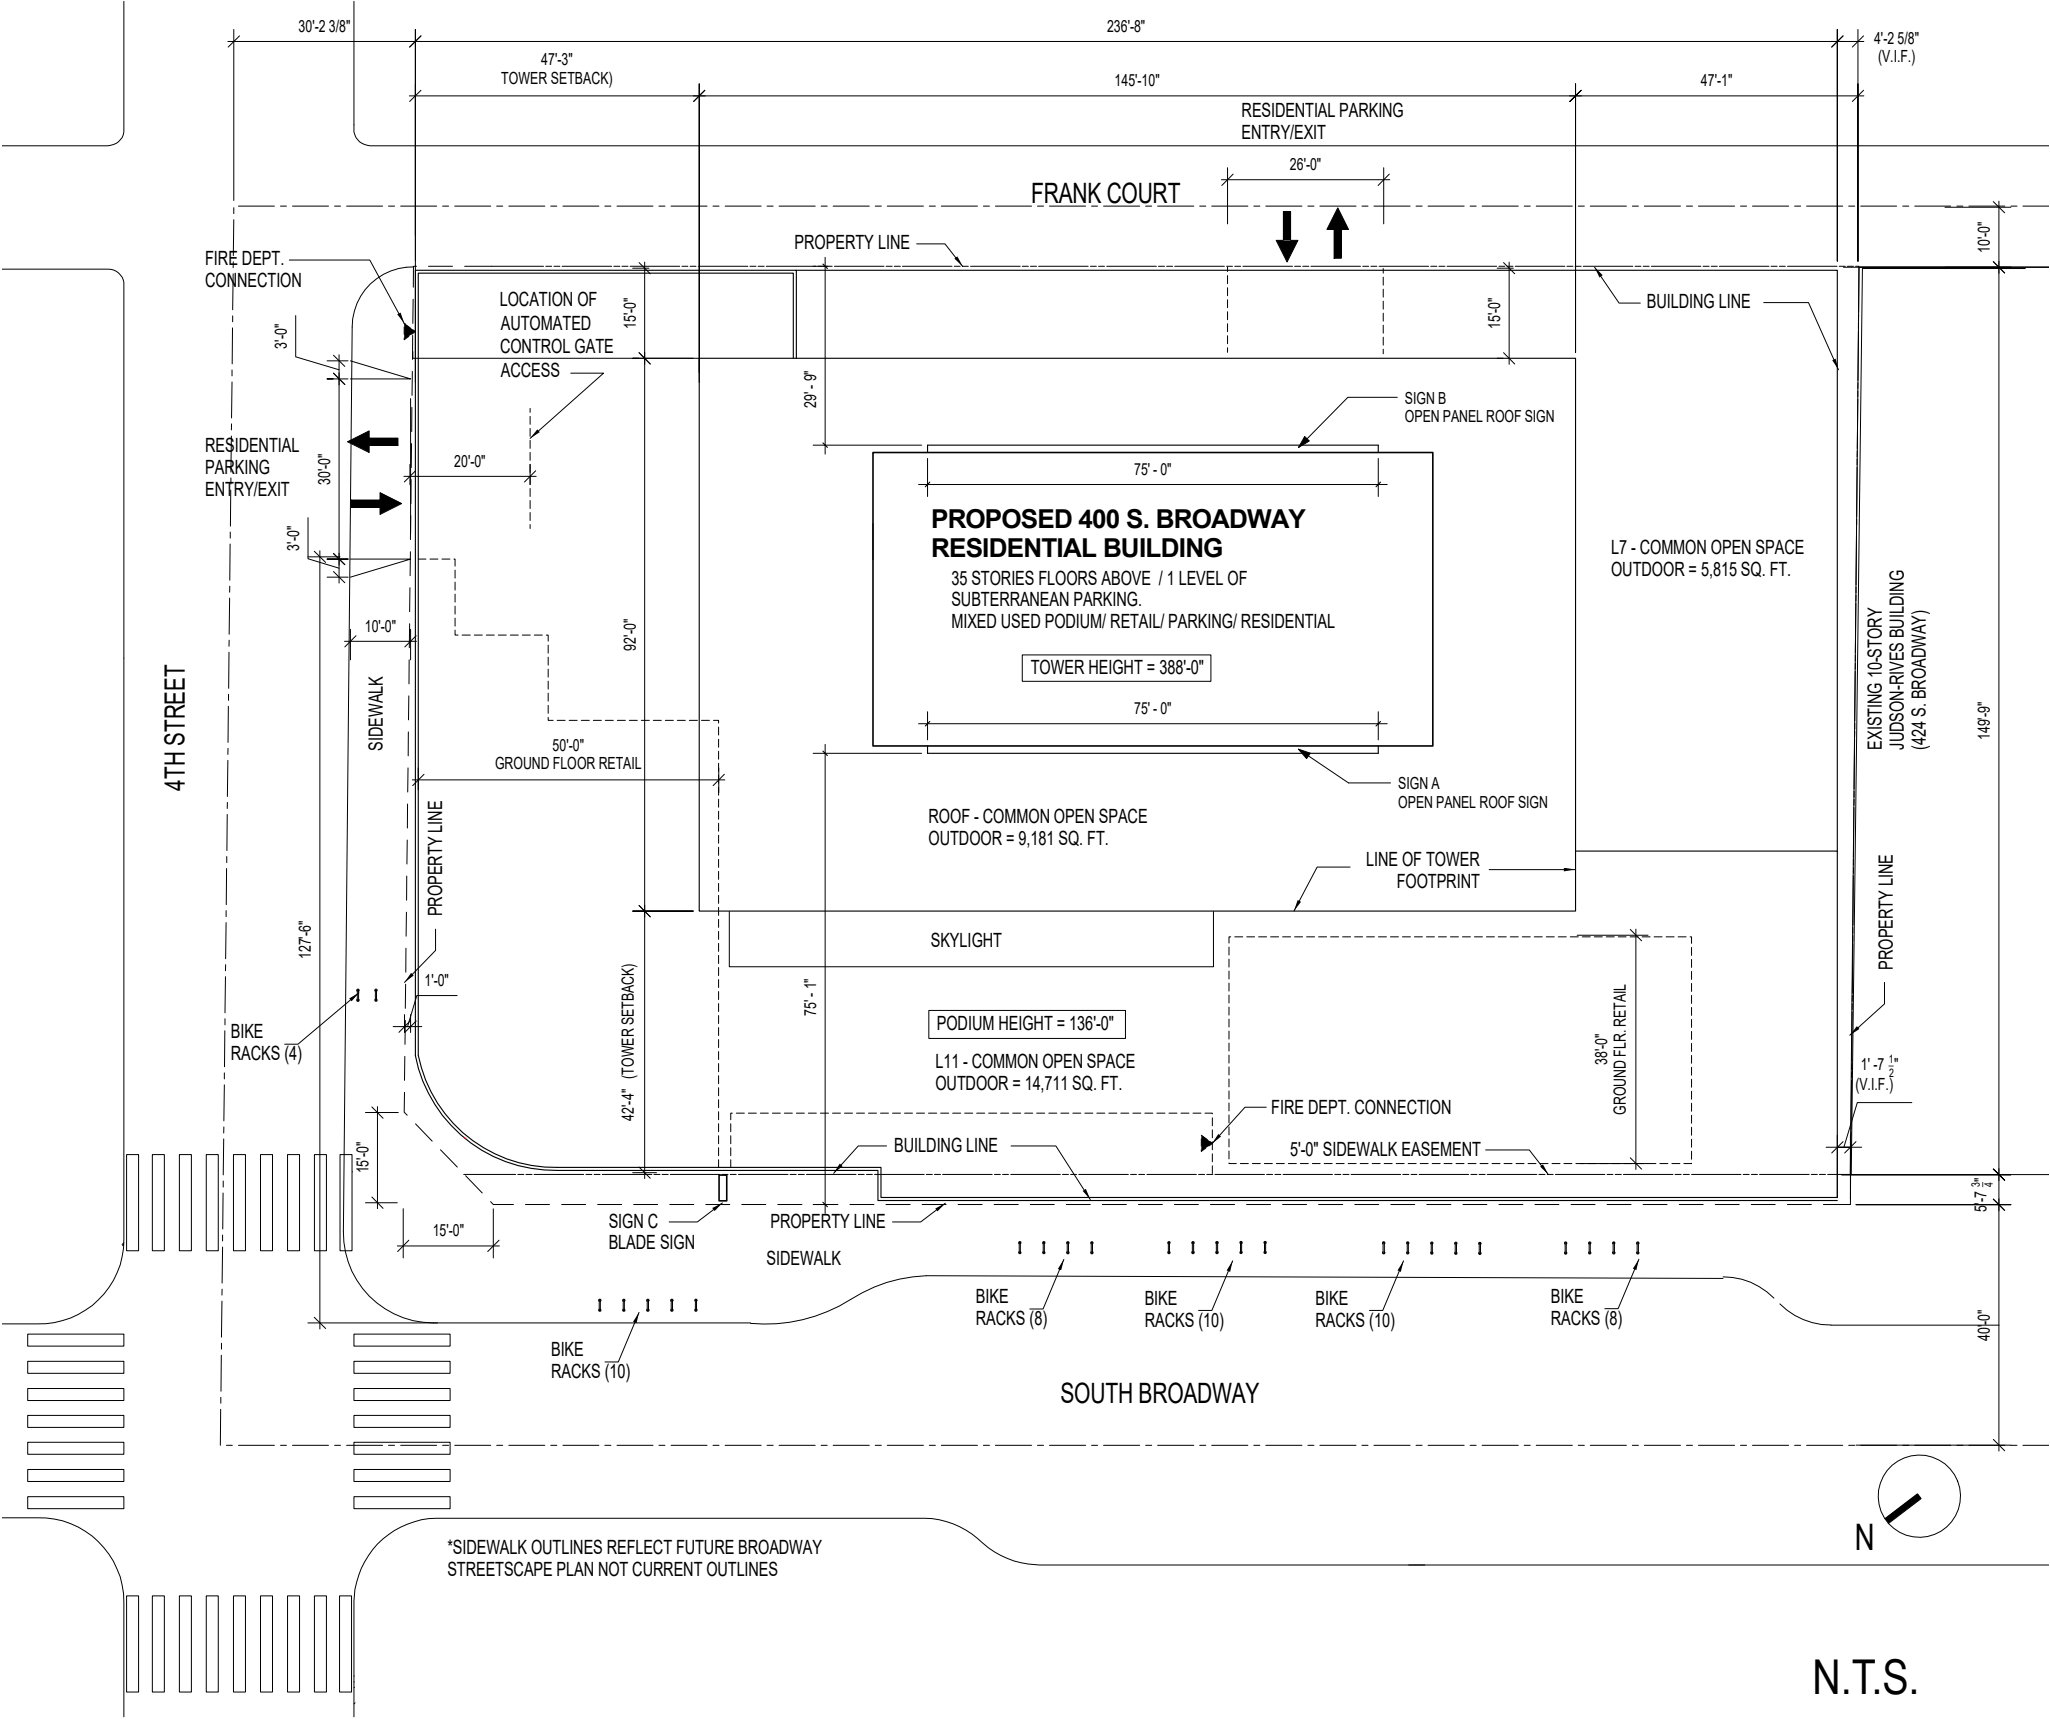 30'-2 3/8"
236'-8"
4'-2 5/8"
(V.I.F.)
47'-3"
TOWER SETBACK)
145'-10"
47'-1"
RESIDENTIAL PARKING
ENTRY/EXIT
26'-0"
FRANK COURT
10'-0"
PROPERTY LINE
FIRE DEPT.
CONNECTION
LOCATION OF
AUTOMATED
CONTROL GATE
ACCESS
15'-0"
15'-0"
BUILDING LINE
3'-0"
29' - 9"
SIGN B
OPEN PANEL ROOF SIGN
RESIDENTIAL
PARKING
ENTRY/EXIT
30'-0"
20'-0"
75' - 0"
PROPOSED 400 S. BROADWAY
RESIDENTIAL BUILDING
35 STORIES FLOORS ABOVE / 1 LEVEL OF
SUBTERRANEAN PARKING.
MIXED USED PODIUM/ RETAIL/ PARKING/ RESIDENTIAL
3'-0"
L7 - COMMON OPEN SPACE
OUTDOOR = 5,815 SQ. FT.
EXISTING 10-STORY
JUDSON-RIVES BUILDING
(424 S. BROADWAY)
10'-0"
92'-0"
TOWER HEIGHT = 388'-0"
4TH STREET
SIDEWALK
75' - 0"
149'-9"
50'-0"
GROUND FLOOR RETAIL
SIGN A
OPEN PANEL ROOF SIGN
PROPERTY LINE
ROOF - COMMON OPEN SPACE
OUTDOOR = 9,181 SQ. FT.
LINE OF TOWER
FOOTPRINT
PROPERTY LINE
127'-6"
SKYLIGHT
1'-0"
42'-4" (TOWER SETBACK)
75' - 1"
BIKE
RACKS (4)
PODIUM HEIGHT = 136'-0"
38'-0"
GROUND FLR. RETAIL
L11 - COMMON OPEN SPACE
OUTDOOR = 14,711 SQ. FT.
1' -7 1/2"
(V.I.F.)
FIRE DEPT. CONNECTION
15'-0"
BUILDING LINE
5'-0" SIDEWALK EASEMENT
5'-7 3/4"
15'-0"
SIGN C
BLADE SIGN
PROPERTY LINE
SIDEWALK
BIKE
RACKS (8)
BIKE
RACKS (10)
BIKE
RACKS (10)
BIKE
RACKS (8)
40'-0"
BIKE
RACKS (10)
SOUTH BROADWAY
N
*SIDEWALK OUTLINES REFLECT FUTURE BROADWAY
STREETSCAPE PLAN NOT CURRENT OUTLINES
N.T.S.